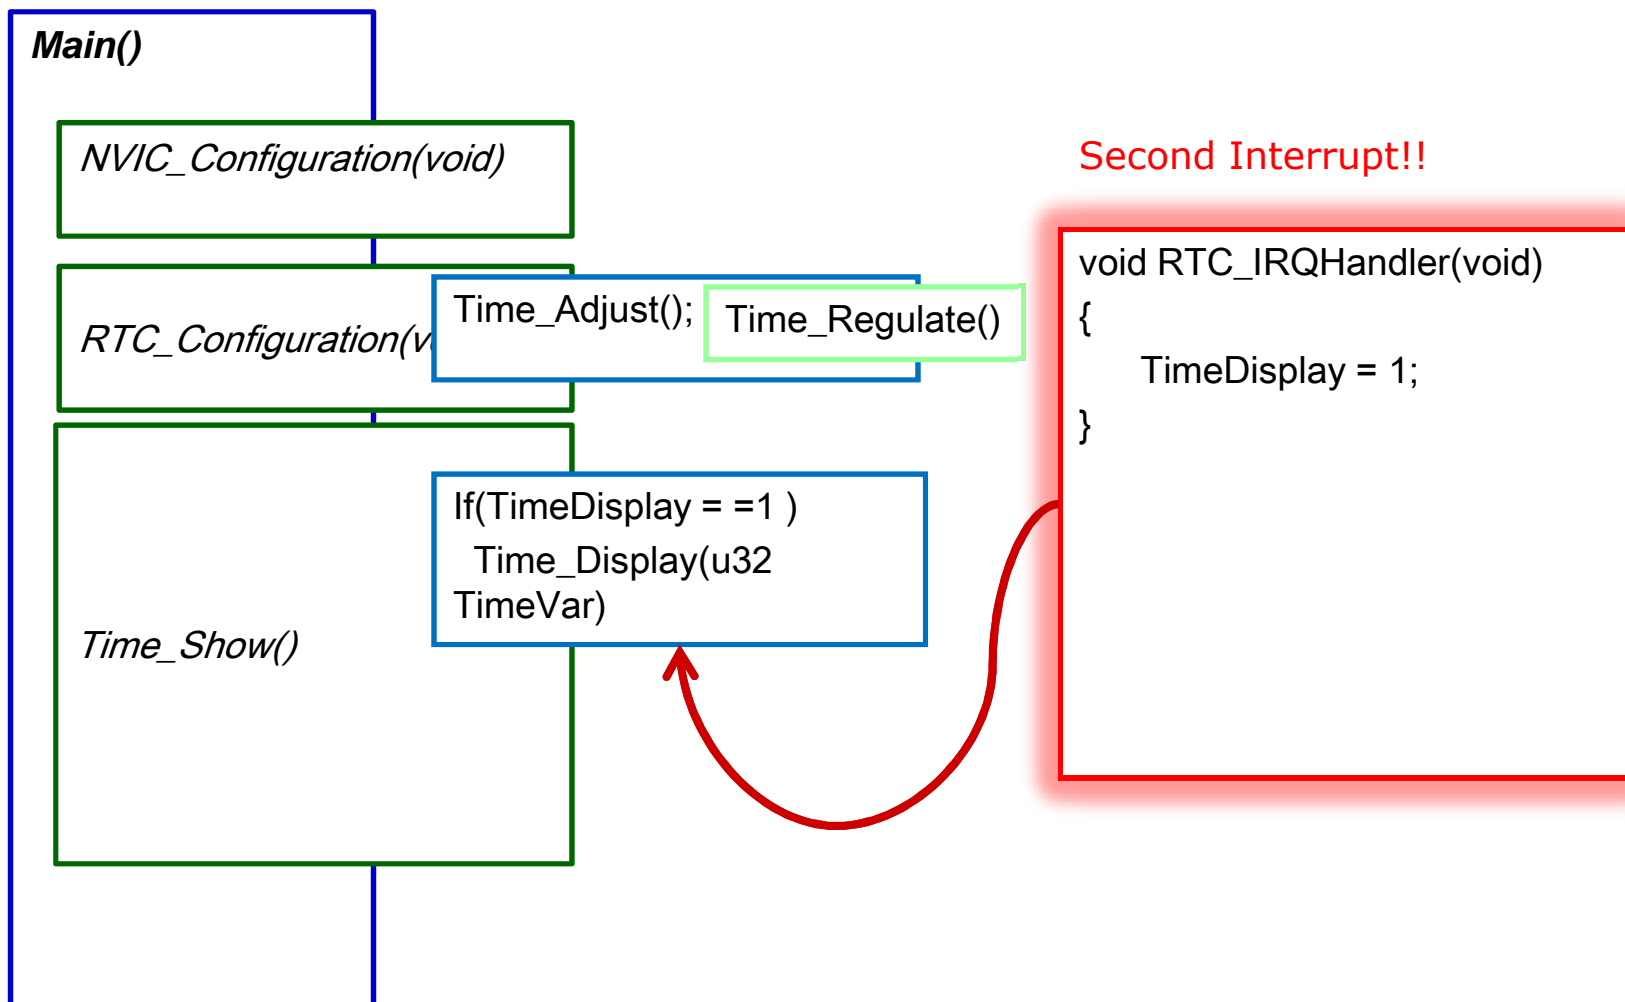 Main()
NVIC_Configuration(void)
Second Interrupt!!
RTC_Configuration(v
Time_Adjust();
Time_Regulate()
void RTC_IRQHandler(void)
{
TimeDisplay = 1;
}
Time_Show()
If(TimeDisplay = =1 )
Time_Display(u32
TimeVar)